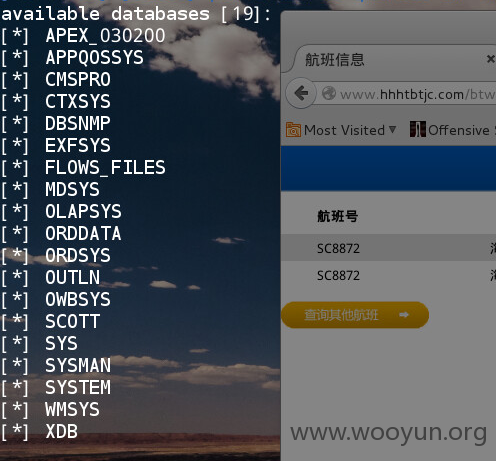 available databases [19]:
[*] APEX_030200
[*] APPQOSSYS
[*] CMSPRO
[*] CTXSYS
[*] DBSNMP
[*] EXFSYS
[*] FLOWS_FILES
[*] MDSYS
[*] OLAPSYS
[*] ORDDATA
[*] ORDSYS
[*] OUTLN
[*] OWBSYS
[*] SCOTT
[*] SYS
[*] SYSMAN
[*] SYSTEM
[*] WMSYS
[*] XDB
航班信息
www.hhhtbtjc.com/btw
Most Visited
Offensive S
航班号
SC8872
SC8872
查询其他航班
www.wooyun.org